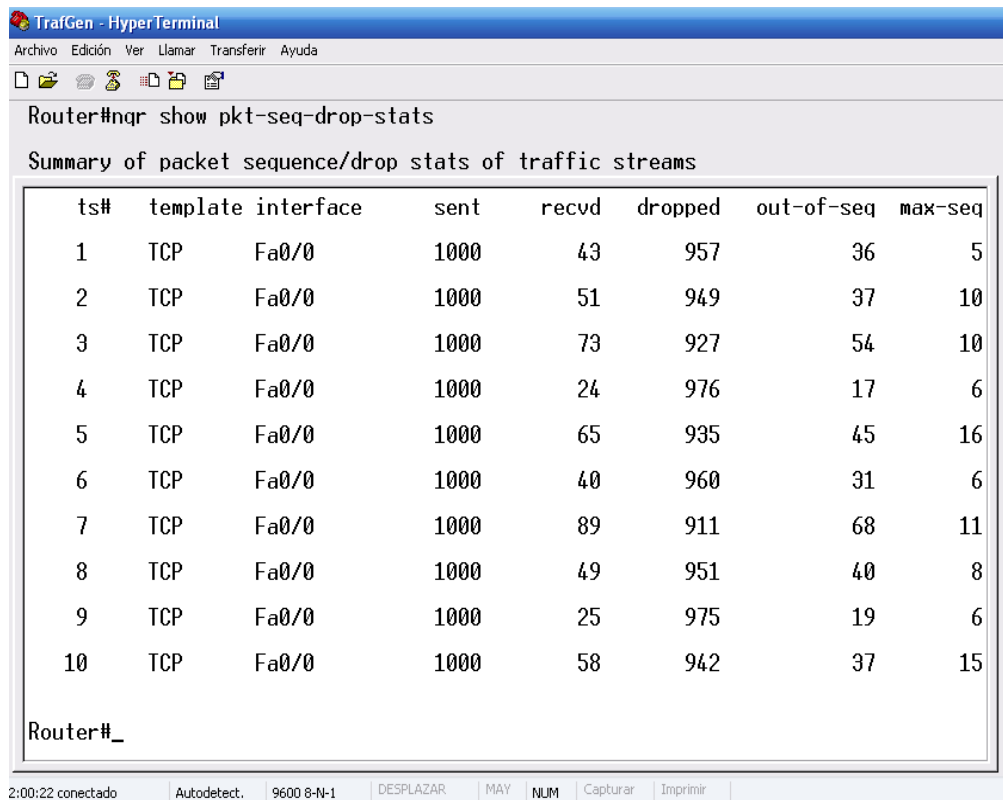 TrafGen - HyperTerminal
Archivo Edición Ver Llamar Transferir Ayuda
Router#nqr show pkt-seq-drop-stats
Summary of packet sequence/drop stats of traffic streams
ts# template interface sent recvd dropped out-of-seq max-seq
1 TCP Fa0/0 1000 43 957 36 5
2 TCP Fa0/0 1000 51 949 37 10
3 TCP Fa0/0 1000 73 927 54 10
4 TCP Fa0/0 1000 24 976 17 6
5 TCP Fa0/0 1000 65 935 45 16
6 TCP Fa0/0 1000 40 960 31 6
7 TCP Fa0/0 1000 89 911 68 11
8 TCP Fa0/0 1000 49 951 40 8
9 TCP Fa0/0 1000 25 975 19 6
10 TCP Fa0/0 1000 58 942 37 15
Router#_
2:00:22 conectado Autodetect. 9600 8-N-1 DESPLAZAR MAY NUM Capturar Imprimir